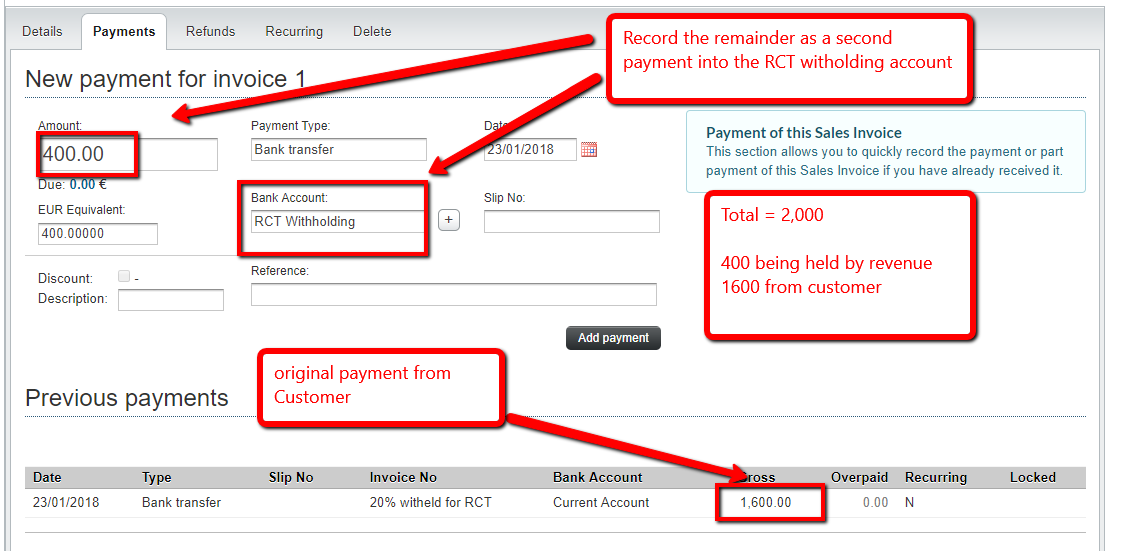 Details Payments Refunds Recurring Delete
Record the remainder as a second
payment into the RCT witholding account
New payment for invoice 1
Amount: Payment Type: Date
400.00 Bank transfer 23/01/2018
Due: 0.00 €
Payment of this Sales Invoice
This section allows you to quickly record the payment or part
payment of this Sales Invoice if you have already received it.
EUR Equivalent: Bank Account: Slip No:
400.00000 RCT Withholding +
Total = 2,000
400 being held by revenue
1600 from customer
Discount: - Reference:
Description:
Add payment
original payment from
Customer
Previous payments
Date Type Slip No Invoice No Bank Account Gross Overpaid Recurring Locked
23/01/2018 Bank transfer 20% witheld for RCT Current Account 1,600.00 0.00 N